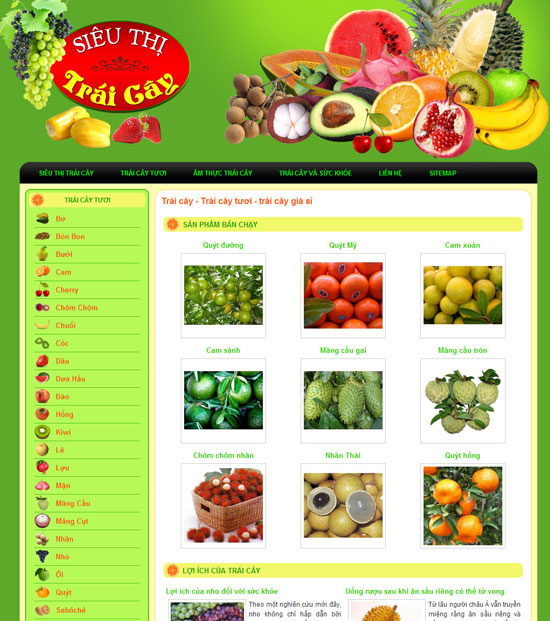 SIÊU THỊ
Trái Cây
SIÊU THỊ TRÁI CÂY TRÁI CÂY TƯƠI ẨM THỰC TRÁI CÂY TRÁI CÂY VÀ SỨC KHỎE LIÊN HỆ SITEMAP
TRÁI CÂY TƯƠI
Bơ
Bòn Bon
Bưởi
Cam
Cherry
Chôm Chôm
Chuối
Cóc
Dâu
Dưa Hấu
Đào
Hồng
Kiwi
Lê
Lựu
Mận
Mãng Cầu
Măng Cụt
Nhãn
Nho
Ổi
Quýt
Sabôchê
Trái cây - Trái cây tươi - trái cây giá sỉ
SẢN PHẨM BÁN CHẠY
Quýt đường Quýt Mỹ Cam xoàn
Cam sành Mãng cầu gai Mãng cầu tròn
Chôm chôm nhãn Nhãn Thái Quýt hồng
LỢI ÍCH CỦA TRÁI CÂY
Lợi ích của nho đối với sức khỏe
Theo một nghiên cứu mới đây,
nho không chỉ hấp dẫn bởi
Uống rượu sau khi ăn sầu riêng có thể tử vong
Từ lâu người châu Á vẫn truyền
miệng rằng ăn sầu riêng và